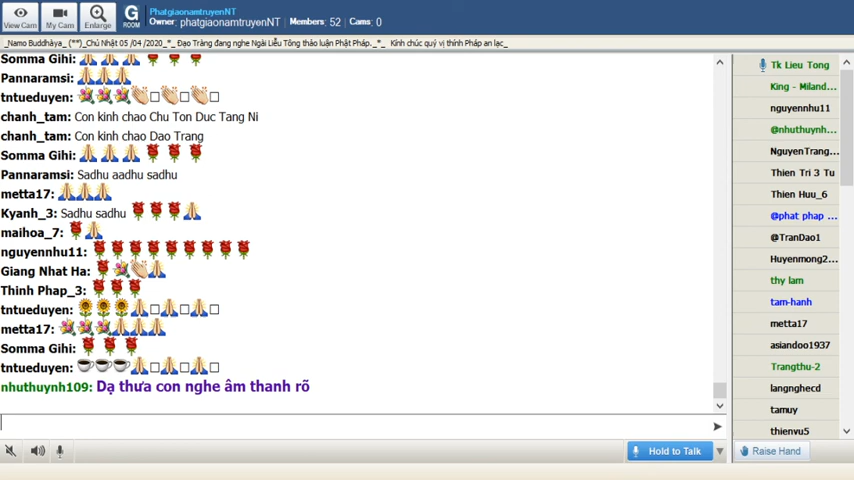 View Cam
My Cam
Enlarge
G
ROOM
PhatgiaonamtruyenNT
Owner: phatgiaonamtruyenNT | Members: 52 | Cams: 0
_Namo Buddhàya_ (**)_Chủ Nhật 05 /04 /2020_*_ Đạo Tràng đang nghe Ngài Liễu Tông thảo luận Phật Pháp._*_ Kính chúc quý vị thính Pháp an lạc_
Somma Gihi:
Pannaramsi:
tntueduyen:
chanh_tam: Con kinh chao Chu Ton Duc Tang Ni
chanh_tam: Con kinh chao Dao Trang
Somma Gihi:
Pannaramsi: Sadhu aadhu sadhu
metta17:
Kyanh_3: Sadhu sadhu
maihoa_7:
nguyennhu11:
Giang Nhat Ha:
Thinh Phap_3:
tntueduyen:
metta17:
Somma Gihi:
tntueduyen:
nhuthuynh109: Dạ thưa con nghe âm thanh rõ
Hold to Talk
Tk Lieu Tong
King - Miland...
nguyennhu11
@nhuthuynh...
NguyenTrang...
Thien Tri 3 Tu
Thien Huu_6
@phat phap ...
@TranDao1
Huyenmong2...
thy lam
tam-hanh
metta17
asiandoo1937
Trangthu-2
langnghecd
tamuy
thienvu5
Raise Hand